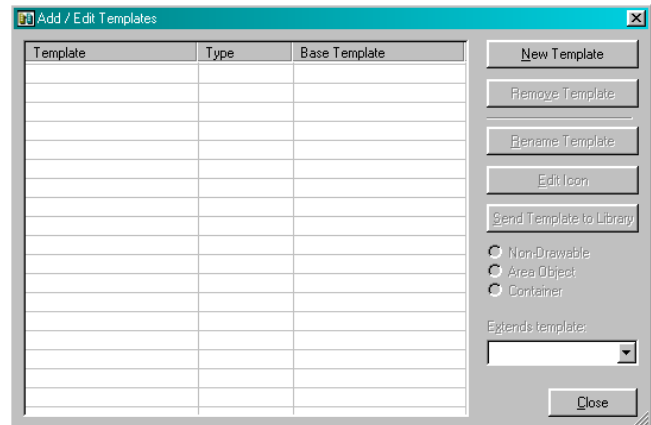 Add / Edit Templates
Template Type Base Template
New Template
Remove Template
Rename Template
Edit Icon
Send Template to Library
Non-Drawable
Area Object
Container
Extends template:
Close